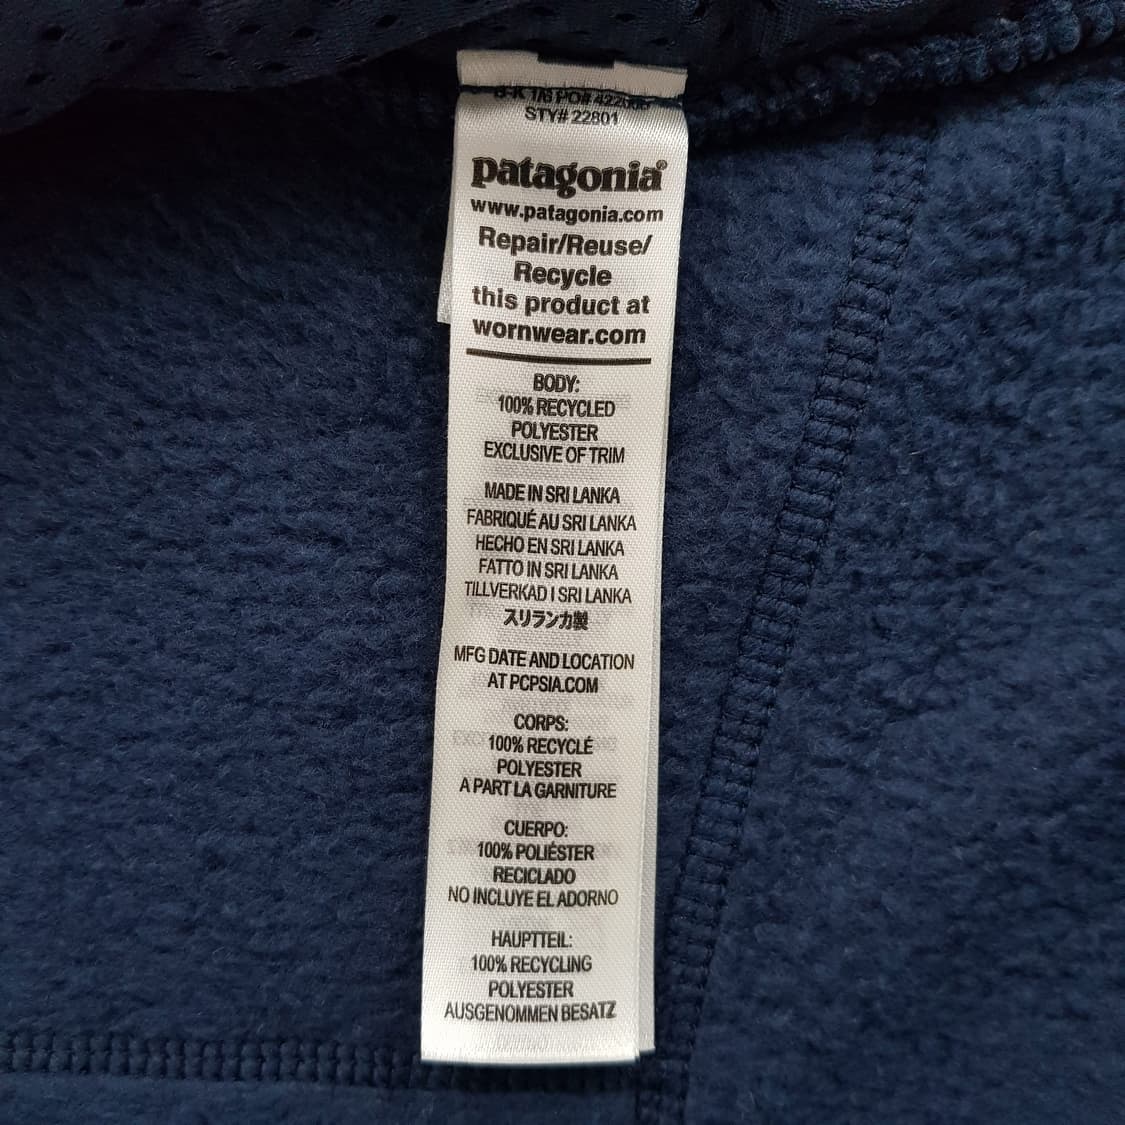 STY# 22801
patagonia®
www.patagonia.com
Repair/Reuse/
Recycle
this product at
wornwear.com
BODY:
100% RECYCLED
POLYESTER
EXCLUSIVE OF TRIM
MADE IN SRI LANKA
FABRIQUÉ AU SRI LANKA
HECHO EN SRI LANKA
FATTO IN SRI LANKA
TILLVERKAD I SRI LANKA
スリランカ製
MFG DATE AND LOCATION
AT PCPSIA.COM
CORPS:
100% RECYCLÉ
POLYESTER
A PART LA GARNITURE
CUERPO:
100% POLIÉSTER
RECICLADO
NO INCLUYE EL ADORNO
HAUPTTEIL:
100% RECYCLING
POLYESTER
AUSGENOMMEN BESATZ